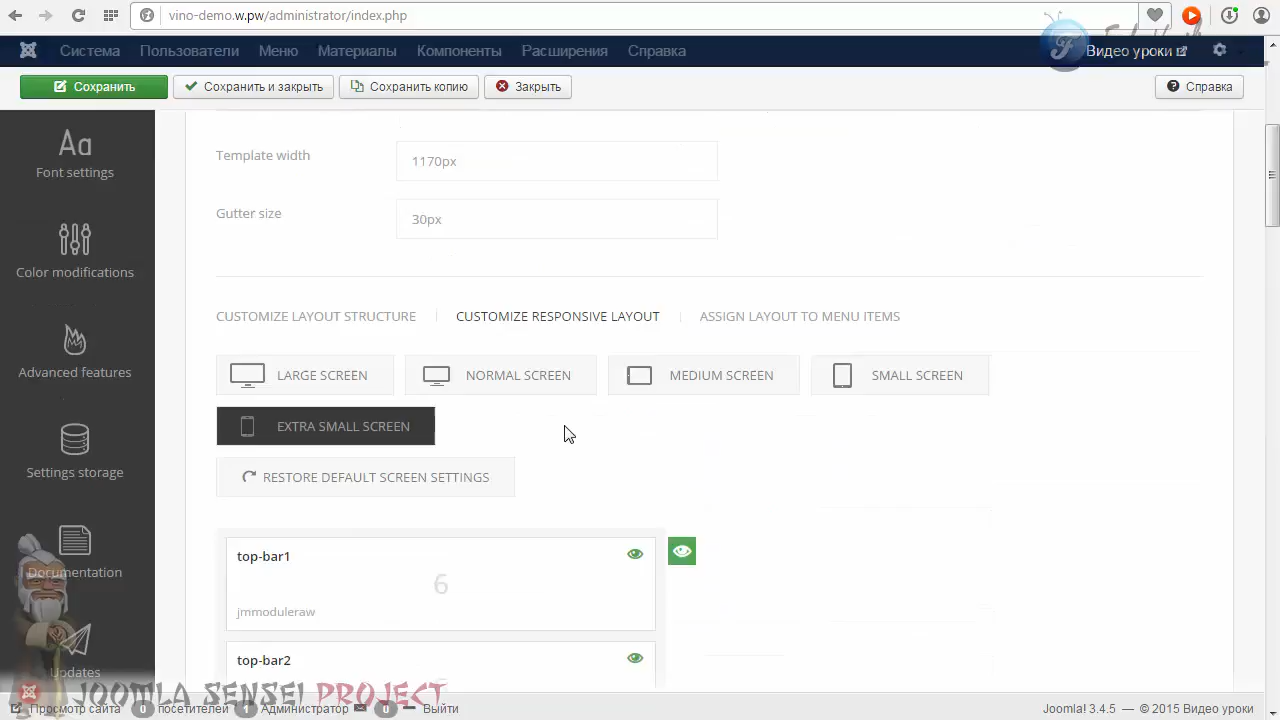 vino-demo.w.pw/administrator/index.php
Система Пользователи Меню Материалы Компоненты Расширения Справка Видео уроки
Сохранить Сохранить и закрыть Сохранить копию Закрыть Справка
Font settings
Color modifications
Advanced features
Settings storage
Documentation
Updates
Template width 1170px
Gutter size 30px
CUSTOMIZE LAYOUT STRUCTURE CUSTOMIZE RESPONSIVE LAYOUT ASSIGN LAYOUT TO MENU ITEMS
LARGE SCREEN NORMAL SCREEN MEDIUM SCREEN SMALL SCREEN
EXTRA SMALL SCREEN
RESTORE DEFAULT SCREEN SETTINGS
top-bar1
6
jmmoduleraw
top-bar2
JOOMLA SENSEI PROJECT
Просмотр сайта 0 посетителей 1 Администратор 0 Выйти Joomla! 3.4.5 — © 2015 Видео уроки